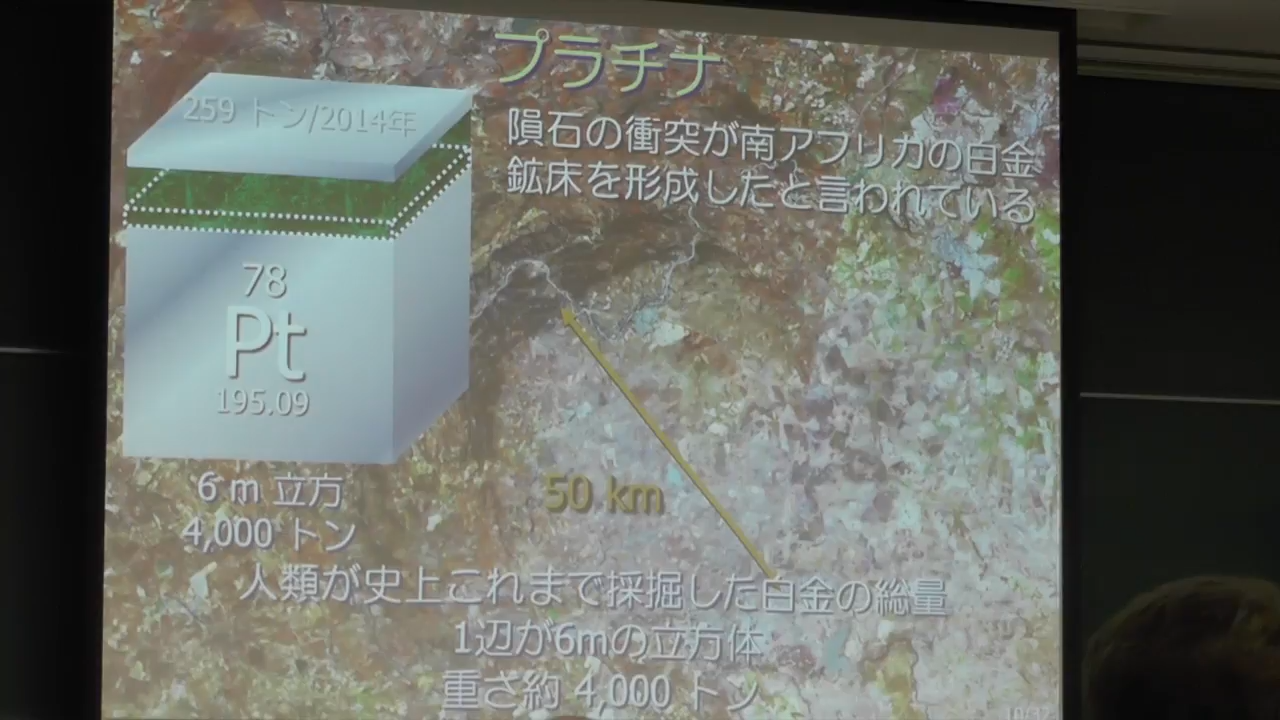 プラチナ
259 トン/2014年
隕石の衝突が南アフリカの白金
鉱床を形成したと言われている
78
Pt
195.09
6 m 立方
4,000 トン
50 km
人類が史上これまで採掘した白金の総量
1辺が6mの立方体
重さ約 4,000 トン